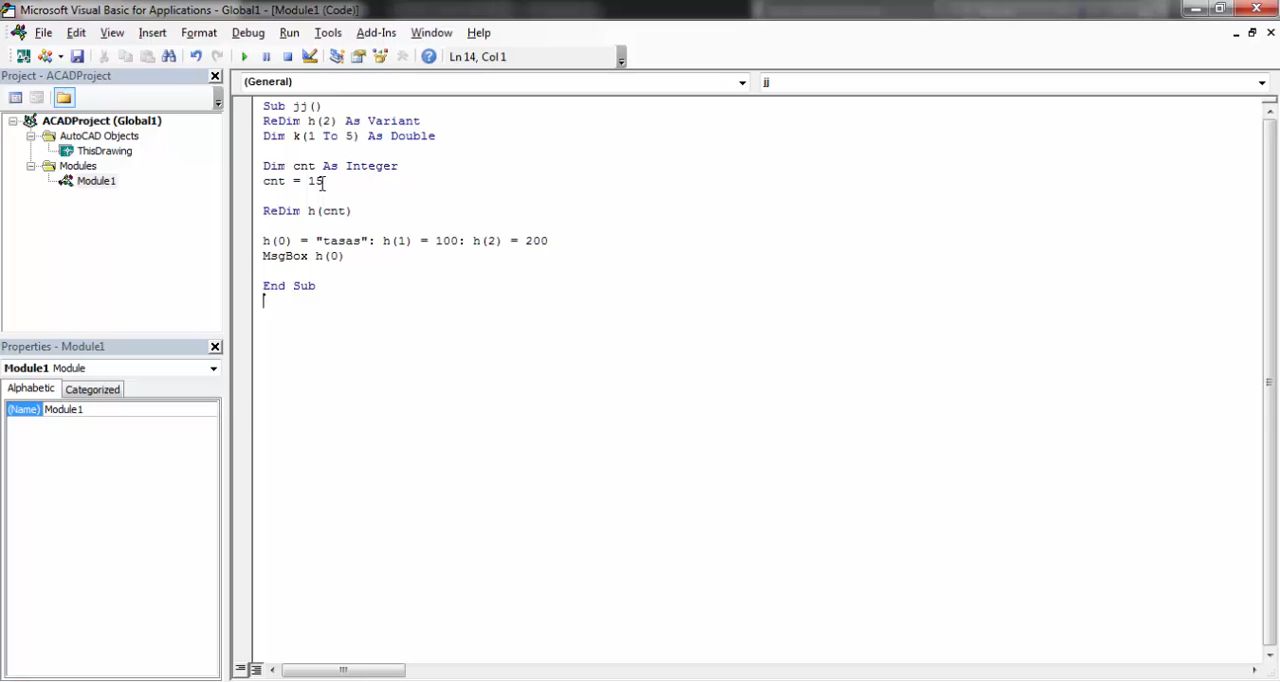 Microsoft Visual Basic for Applications - Global1 - [Module1 (Code)]
File Edit View Insert Format Debug Run Tools Add-Ins Window Help
Ln 14, Col 1
Project - ACADProject
(General) jj
ACADProject (Global1)
AutoCAD Objects
ThisDrawing
Modules
Module1
Sub jj()
ReDim h(2) As Variant
Dim k(1 To 5) As Double
Dim cnt As Integer
cnt = 15
ReDim h(cnt)
h(0) = "tasas": h(1) = 100: h(2) = 200
MsgBox h(0)
End Sub
Properties - Module1
Module1 Module
Alphabetic Categorized
(Name) Module1